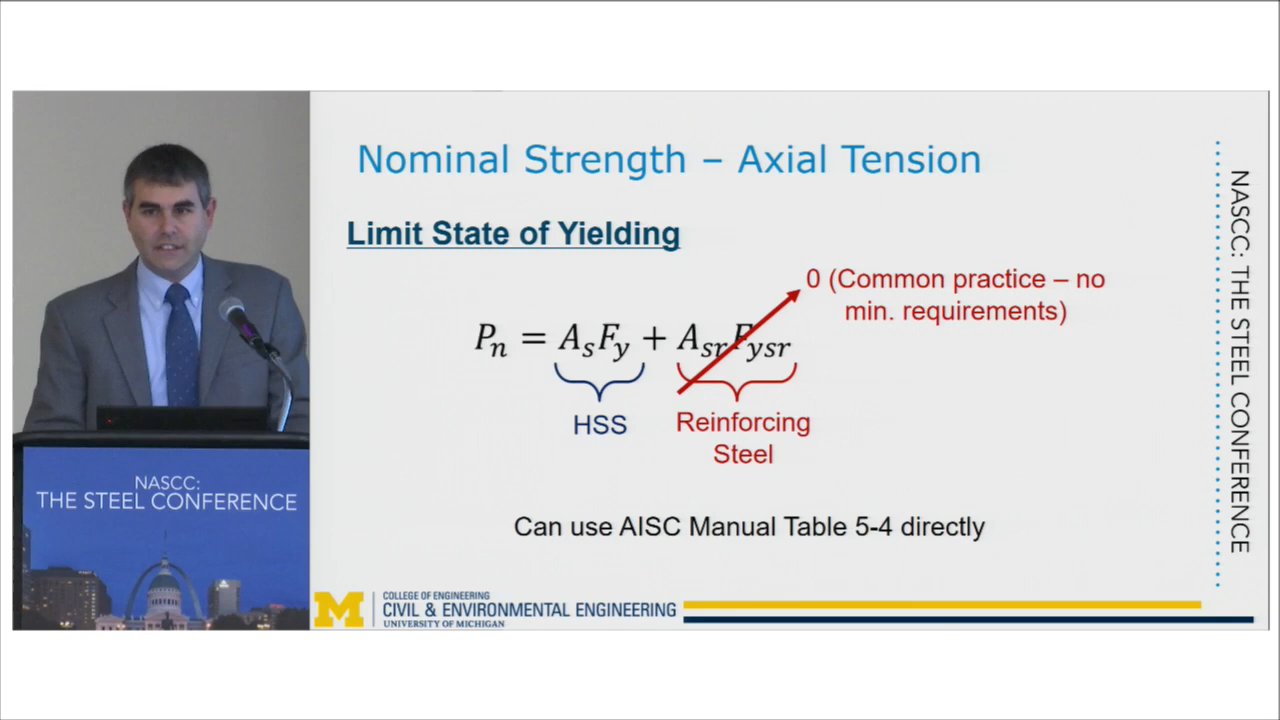 Nominal Strength – Axial Tension
Limit State of Yielding
0 (Common practice – no
min. requirements)
Pₙ = AₛF_y + AₛᵣF_ysr
HSS
Reinforcing
Steel
Can use AISC Manual Table 5-4 directly
NASCC: THE STEEL CONFERENCE
NASCC:
THE STEEL CONFERENCE
M
COLLEGE OF ENGINEERING
CIVIL & ENVIRONMENTAL ENGINEERING
UNIVERSITY OF MICHIGAN